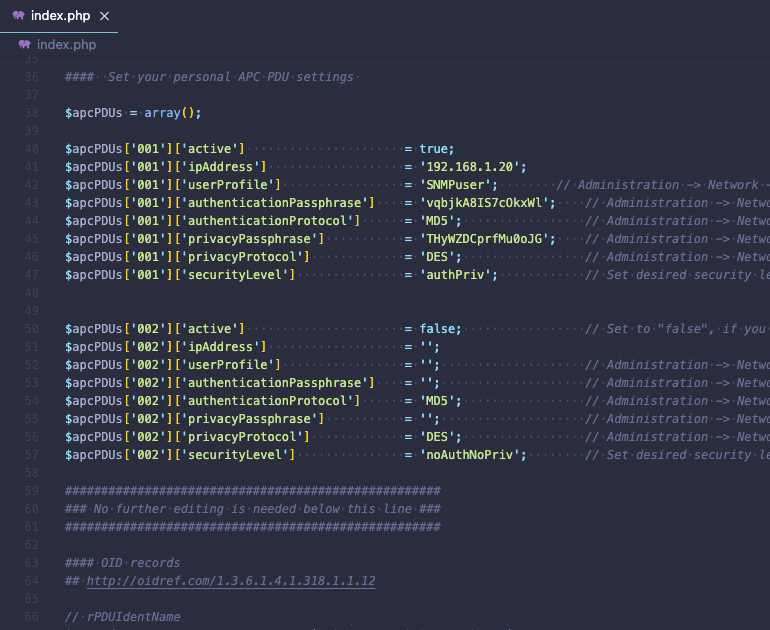 index.php
index.php
35
36 #### Set your personal APC PDU settings
37
38 $apcPDUs = array();
39
40 $apcPDUs['001']['active'] = true;
41 $apcPDUs['001']['ipAddress'] = '192.168.1.20';
42 $apcPDUs['001']['userProfile'] = 'SNMPuser'; // Administration -> Network -
43 $apcPDUs['001']['authenticationPassphrase'] = 'vqbjkA8IS7cOkxWl'; // Administration -> Netwo
44 $apcPDUs['001']['authenticationProtocol'] = 'MD5'; // Administration -> Netwo
45 $apcPDUs['001']['privacyPassphrase'] = 'THyWZDCprfMu0oJG'; // Administration -> Netwo
46 $apcPDUs['001']['privacyProtocol'] = 'DES'; // Administration -> Netwo
47 $apcPDUs['001']['securityLevel'] = 'authPriv'; // Set desired security le
48
49
50 $apcPDUs['002']['active'] = false; // Set to "false", if you
51 $apcPDUs['002']['ipAddress'] = '';
52 $apcPDUs['002']['userProfile'] = ''; // Administration -> Netwo
53 $apcPDUs['002']['authenticationPassphrase'] = ''; // Administration -> Netwo
54 $apcPDUs['002']['authenticationProtocol'] = 'MD5'; // Administration -> Netwo
55 $apcPDUs['002']['privacyPassphrase'] = ''; // Administration -> Netwo
56 $apcPDUs['002']['privacyProtocol'] = 'DES'; // Administration -> Netwo
57 $apcPDUs['002']['securityLevel'] = 'noAuthNoPriv'; // Set desired security le
58
59 ####################################################
60 ### No further editing is needed below this line ###
61 ####################################################
62
63 #### OID records
64 ## http://oidref.com/1.3.6.1.4.1.318.1.1.12
65
66 // rPDUIdentName